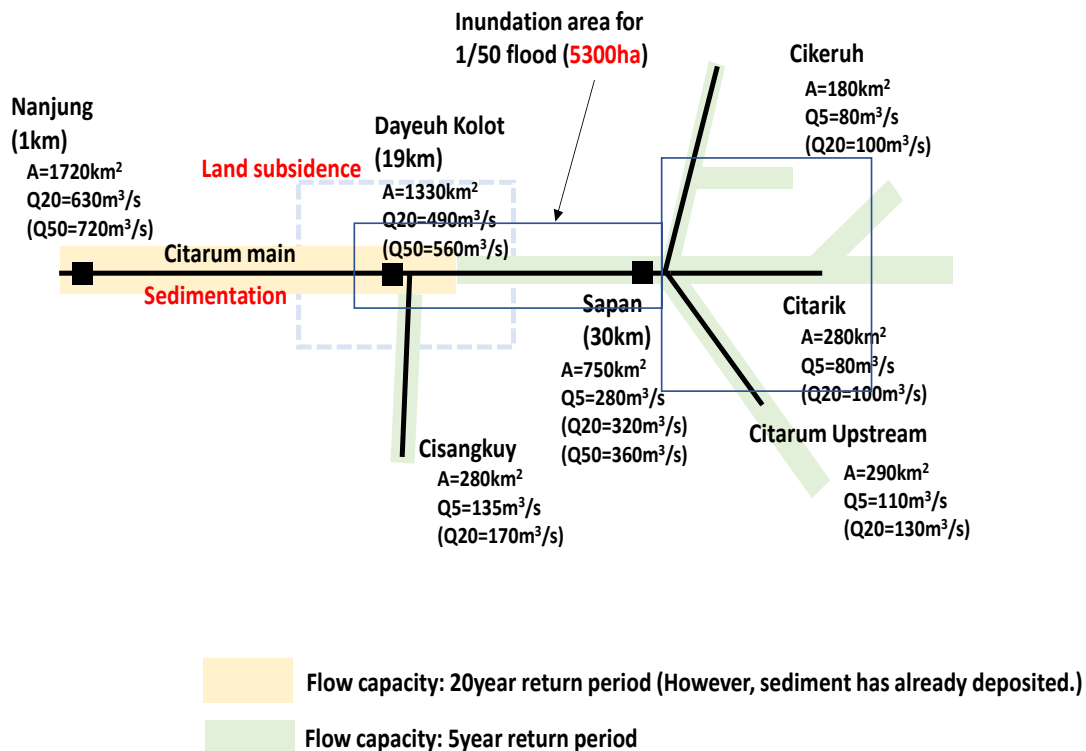 Inundation area for
1/50 flood (5300ha)
Cikeruh
A=180km²
Q5=80m³/s
(Q20=100m³/s)
Nanjung
(1km)
A=1720km²
Q20=630m³/s
(Q50=720m³/s)
Dayeuh Kolot
(19km)
A=1330km²
Q20=490m³/s
(Q50=560m³/s)
Land subsidence
Citarum main
Sedimentation
Sapan
(30km)
A=750km²
Q5=280m³/s
(Q20=320m³/s)
(Q50=360m³/s)
Citarik
A=280km²
Q5=80m³/s
(Q20=100m³/s)
Citarum Upstream
A=290km²
Q5=110m³/s
(Q20=130m³/s)
Cisangkuy
A=280km²
Q5=135m³/s
(Q20=170m³/s)
Flow capacity: 20year return period (However, sediment has already deposited.)
Flow capacity: 5year return period